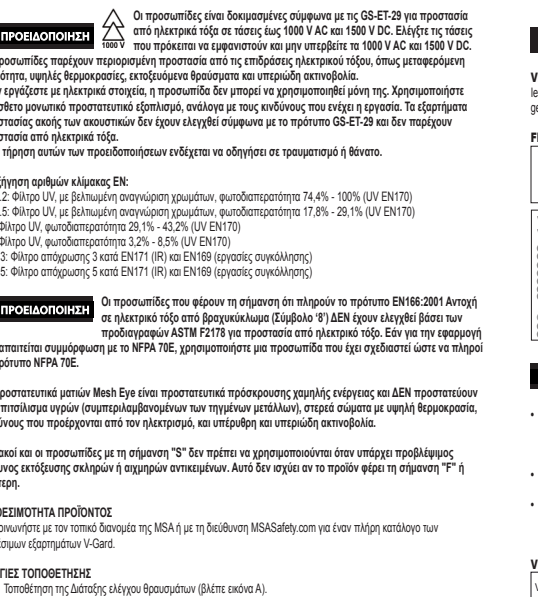 ΠΡΟΕΙΔΟΠΟΙΗΣΗ
1000 V
Οι προσωπίδες είναι δοκιμασμένες σύμφωνα με τις GS-ET-29 για προστασία
από ηλεκτρικά τόξα σε τάσεις έως 1000 V AC και 1500 V DC. Ελέγξτε τις τάσεις
που πρόκειται να εμφανιστούν και μην υπερβείτε τα 1000 V AC και 1500 V DC.
ροσωπίδες παρέχουν περιορισμένη προστασία από τις επιδράσεις ηλεκτρικού τόξου, όπως μεταφερόμενη
ότητα, υψηλές θερμοκρασίες, εκτοξευόμενα θραύσματα και υπεριώδη ακτινοβολία.
ν εργάζεστε με ηλεκτρικά στοιχεία, η προσωπίδα δεν μπορεί να χρησιμοποιηθεί μόνη της. Χρησιμοποιήστε
σθετο μονωτικό προστατευτικό εξοπλισμό, ανάλογα με τους κινδύνους που ενέχει η εργασία. Τα εξαρτήματα
στασίας ακοής των ακουστικών δεν έχουν ελεγχθεί σύμφωνα με το πρότυπο GS-ET-29 και δεν παρέχουν
στασία από ηλεκτρικά τόξα.
τήρηση αυτών των προειδοποιήσεων ενδέχεται να οδηγήσει σε τραυματισμό ή θάνατο.
ξήγηση αριθμών κλίμακας EN:
.2: Φίλτρο UV, με βελτιωμένη αναγνώριση χρωμάτων, φωτοδιαπερατότητα 74,4% - 100% (UV EN170)
.5: Φίλτρο UV, με βελτιωμένη αναγνώριση χρωμάτων, φωτοδιαπερατότητα 17,8% - 29,1% (UV EN170)
Φίλτρο UV, φωτοδιαπερατότητα 29,1% - 43,2% (UV EN170)
Φίλτρο UV, φωτοδιαπερατότητα 3,2% - 8,5% (UV EN170)
3: Φίλτρο απόχρωσης 3 κατά EN171 (IR) και EN169 (εργασίες συγκόλλησης)
5: Φίλτρο απόχρωσης 5 κατά EN171 (IR) και EN169 (εργασίες συγκόλλησης)
ΠΡΟΕΙΔΟΠΟΙΗΣΗ
Οι προσωπίδες που φέρουν τη σήμανση ότι πληρούν το πρότυπο EN166:2001 Αντοχή
σε ηλεκτρικό τόξο από βραχυκύκλωμα (Σύμβολο ‘8’) ΔΕΝ έχουν ελεγχθεί βάσει των
προδιαγραφών ASTM F2178 για προστασία από ηλεκτρικό τόξο. Εάν για την εφαρμογή
απαιτείται συμμόρφωση με το NFPA 70E, χρησιμοποιήστε μια προσωπίδα που έχει σχεδιαστεί ώστε να πληροί
ρότυπο NFPA 70E.
ροστατευτικά ματιών Mesh Eye είναι προστατευτικά πρόσκρουσης χαμηλής ενέργειας και ΔΕΝ προστατεύουν
πιτσίλισμα υγρών (συμπεριλαμβανομένων των τηγμένων μετάλλων), στερεά σώματα με υψηλή θερμοκρασία,
ύνους που προέρχονται από τον ηλεκτρισμό, και υπέρυθρη και υπεριώδη ακτινοβολία.
ακοί και οι προσωπίδες με τη σήμανση "S" δεν πρέπει να χρησιμοποιούνται όταν υπάρχει προβλέψιμος
υνος εκτόξευσης σκληρών ή αιχμηρών αντικειμένων. Αυτό δεν ισχύει αν το προϊόν φέρει τη σήμανση "F" ή
τερη.
ΘΕΣΙΜΌΤΗΤΑ ΠΡΟΪΌΝΤΟΣ
οινωνήστε με τον τοπικό διανομέα της MSA ή με τη διεύθυνση MSASafety.com για έναν πλήρη κατάλογο των
έσιμων εξαρτημάτων V-Gard.
ΓΙΕΣ ΤΟΠΟΘΕΤΗΣΗΣ
Τοποθέτηση της Διάταξης ελέγχου θραυσμάτων (βλέπε εικόνα Α).